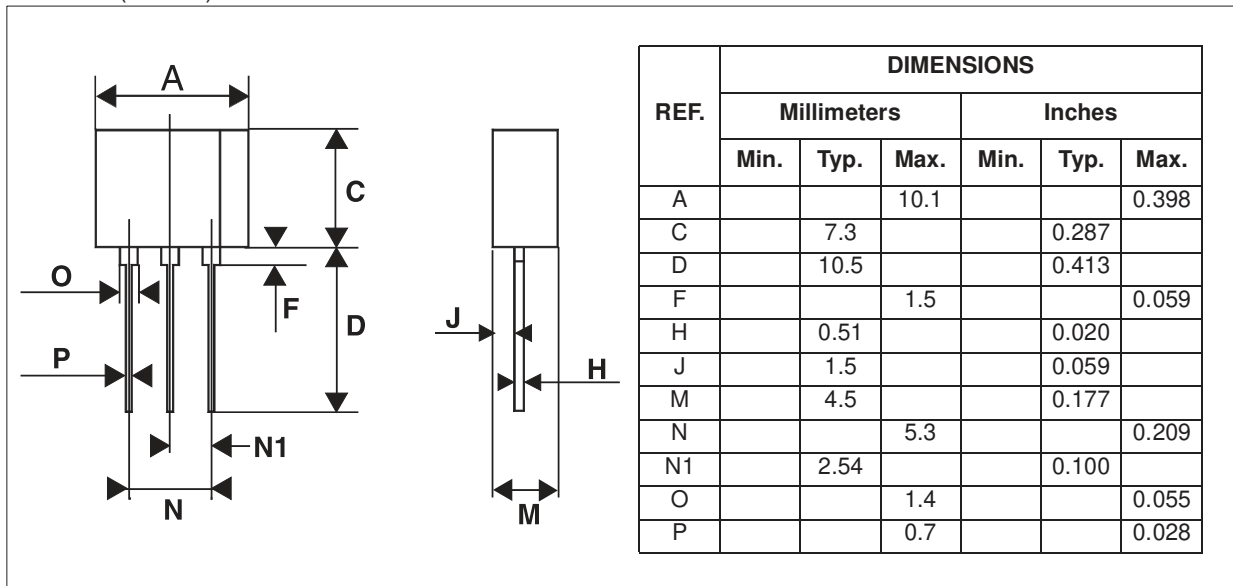 A
C
O
F
D
P
N1
N
J
H
M
REF.
DIMENSIONS
Millimeters Inches
Min. Typ. Max. Min. Typ. Max.
A 10.1 0.398
C 7.3 0.287
D 10.5 0.413
F 1.5 0.059
H 0.51 0.020
J 1.5 0.059
M 4.5 0.177
N 5.3 0.209
N1 2.54 0.100
O 1.4 0.055
P 0.7 0.028